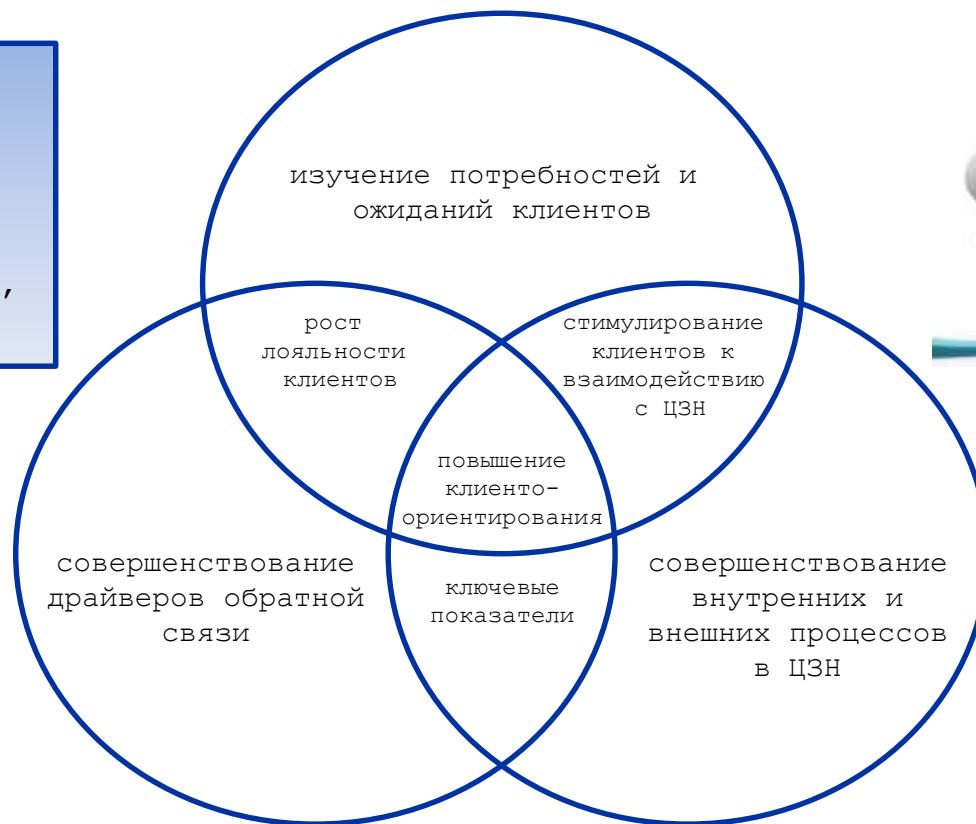 изучение потребностей и
ожиданий клиентов
,
рост
лояльности
клиентов
стимулирование
клиентов к
взаимодействию
с ЦЗН
повышение
клиенто-
ориентирования
совершенствование
драйверов обратной
связи
ключевые
показатели
совершенствование
внутренних и
внешних процессов
в ЦЗН